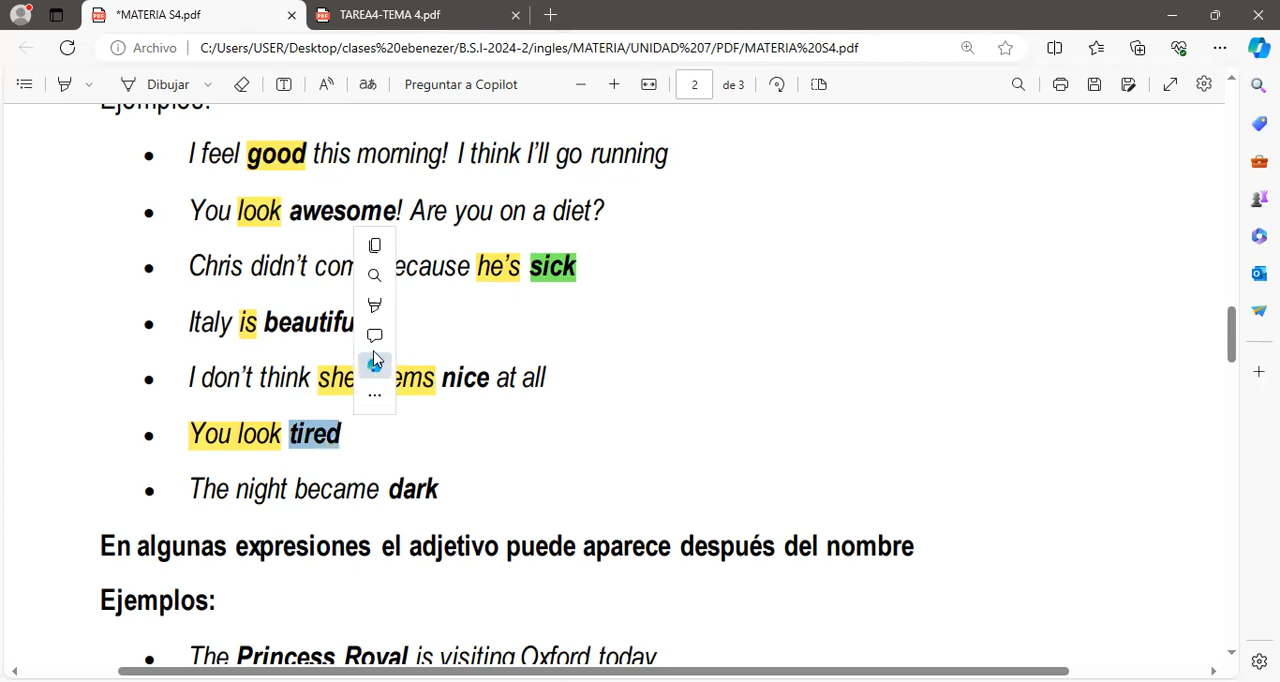 *MATERIA S4.pdf
TAREA4-TEMA 4.pdf
Archivo
C:/Users/USER/Desktop/clases%20ebenezer/B.S.I-2024-2/ingles/MATERIA/UNIDAD%207/PDF/MATERIA%20S4.pdf
Dibujar
aあ
Preguntar a Copilot
2
de 3
Ejemplos:
I feel good this morning! I think I'll go running
You look awesome! Are you on a diet?
Chris didn't com ecause he's sick
Italy is beautifu
I don't think she ems nice at all
You look tired
The night became dark
En algunas expresiones el adjetivo puede aparece después del nombre
Ejemplos:
The Princess Royal is visiting Oxford today